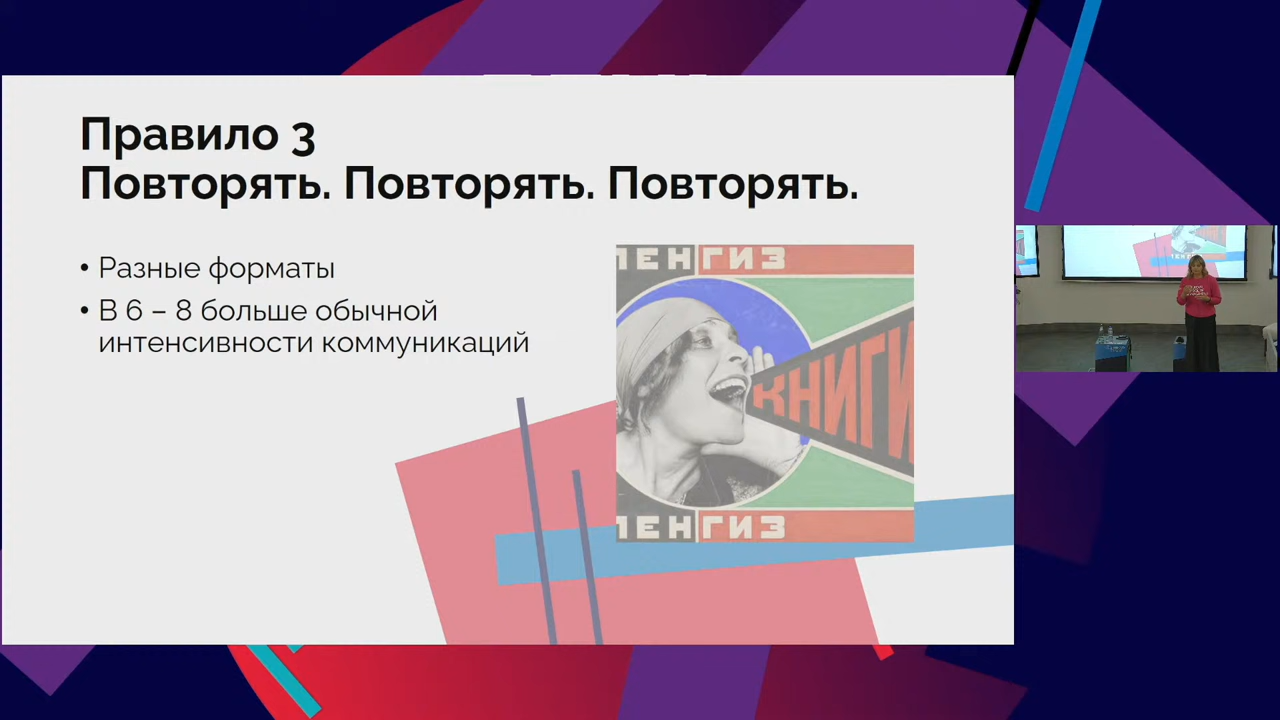 Правило 3
Повторять. Повторять. Повторять.
• Разные форматы
• В 6 – 8 больше обычной
интенсивности коммуникаций
ЛЕНГИЗ
КНИГИ
ЛЕНГИЗ